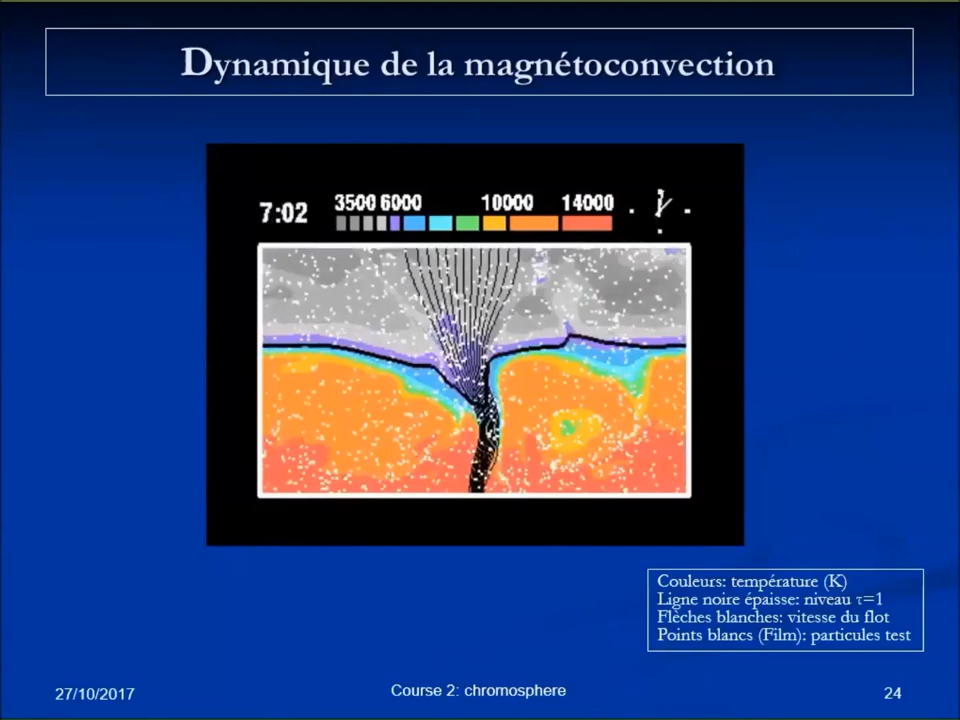 Dynamique de la magnétoconvection
7:02
3500 6000 10000 14000
Couleurs: température (K)
Ligne noire épaisse: niveau τ=1
Flèches blanches: vitesse du flot
Points blancs (Film): particules test
27/10/2017
Course 2: chromosphere
24